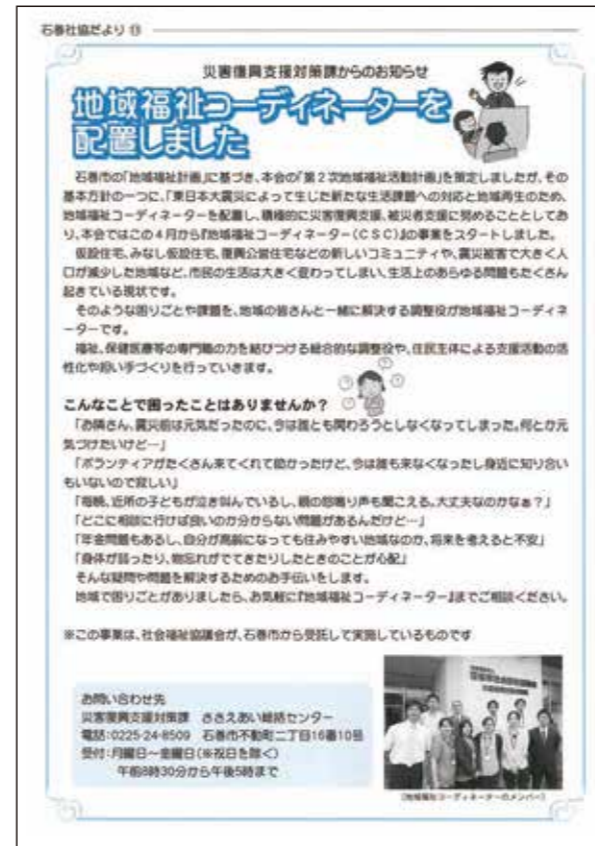 石巻社協だより ⑬
災害復興支援対策課からのお知らせ
地域福祉コーディネーターを
配置しました
石巻市の「地域福祉計画」に基づき、本会の「第2次地域福祉活動計画」を策定しましたが、その
基本方針の一つに、「東日本大震災によって生じた新たな生活課題への対応と地域再生のため、
地域福祉コーディネーターを配置し、積極的に災害復興支援、被災者支援に努めることとしてお
り、本会ではこの4月から『地域福祉コーディネーター(CSC)』の事業をスタートしました。
仮設住宅、みなし仮設住宅、復興公営住宅などの新しいコミュニティや、震災被害で大きく人
口が減少した地域など、市民の生活は大きく変わってしまい、生活上のあらゆる問題もたくさん
起きている現状です。
そのような困りごとや課題を、地域の皆さんと一緒に解決する調整役が地域福祉コーディネ
ーターです。
福祉、保健医療等の専門職の力を結びつける総合的な調整役や、住民主体による支援活動の活
性化や担い手づくりを行っていきます。
こんなことで困ったことはありませんか?
「お隣さん、震災前は元気だったのに、今は誰とも関わろうとしなくなってしまった。何とか元
気づけたいけど…」
「ボランティアがたくさん来てくれて助かったけど、今は誰も来なくなったし身近に知り合い
もいないので寂しい」
「毎晩、近所の子どもが泣き叫んでいるし、親の怒鳴り声も聞こえる。大丈夫なのかなぁ?」
「どこに相談に行けば良いのか分からない問題があるんだけど…」
「年金問題もあるし、自分が高齢になっても住みやすい地域なのか、将来を考えると不安」
「身体が弱ったり、物忘れがでてきたりしたときのことが心配」
そんな疑問や問題を解決するためのお手伝いをします。
地域で困りごとがありましたら、お気軽に『地域福祉コーディネーター』までご相談ください。
※この事業は、社会福祉協議会が、石巻市から受託して実施しているものです
お問い合わせ先
災害復興支援対策課 ささえあい総括センター
電話:0225-24-8509 石巻市不動町二丁目16番10号
受付:月曜日~金曜日(※祝日を除く)
午前8時30分から午後5時まで
(地域福祉コーディネーターのメンバー)